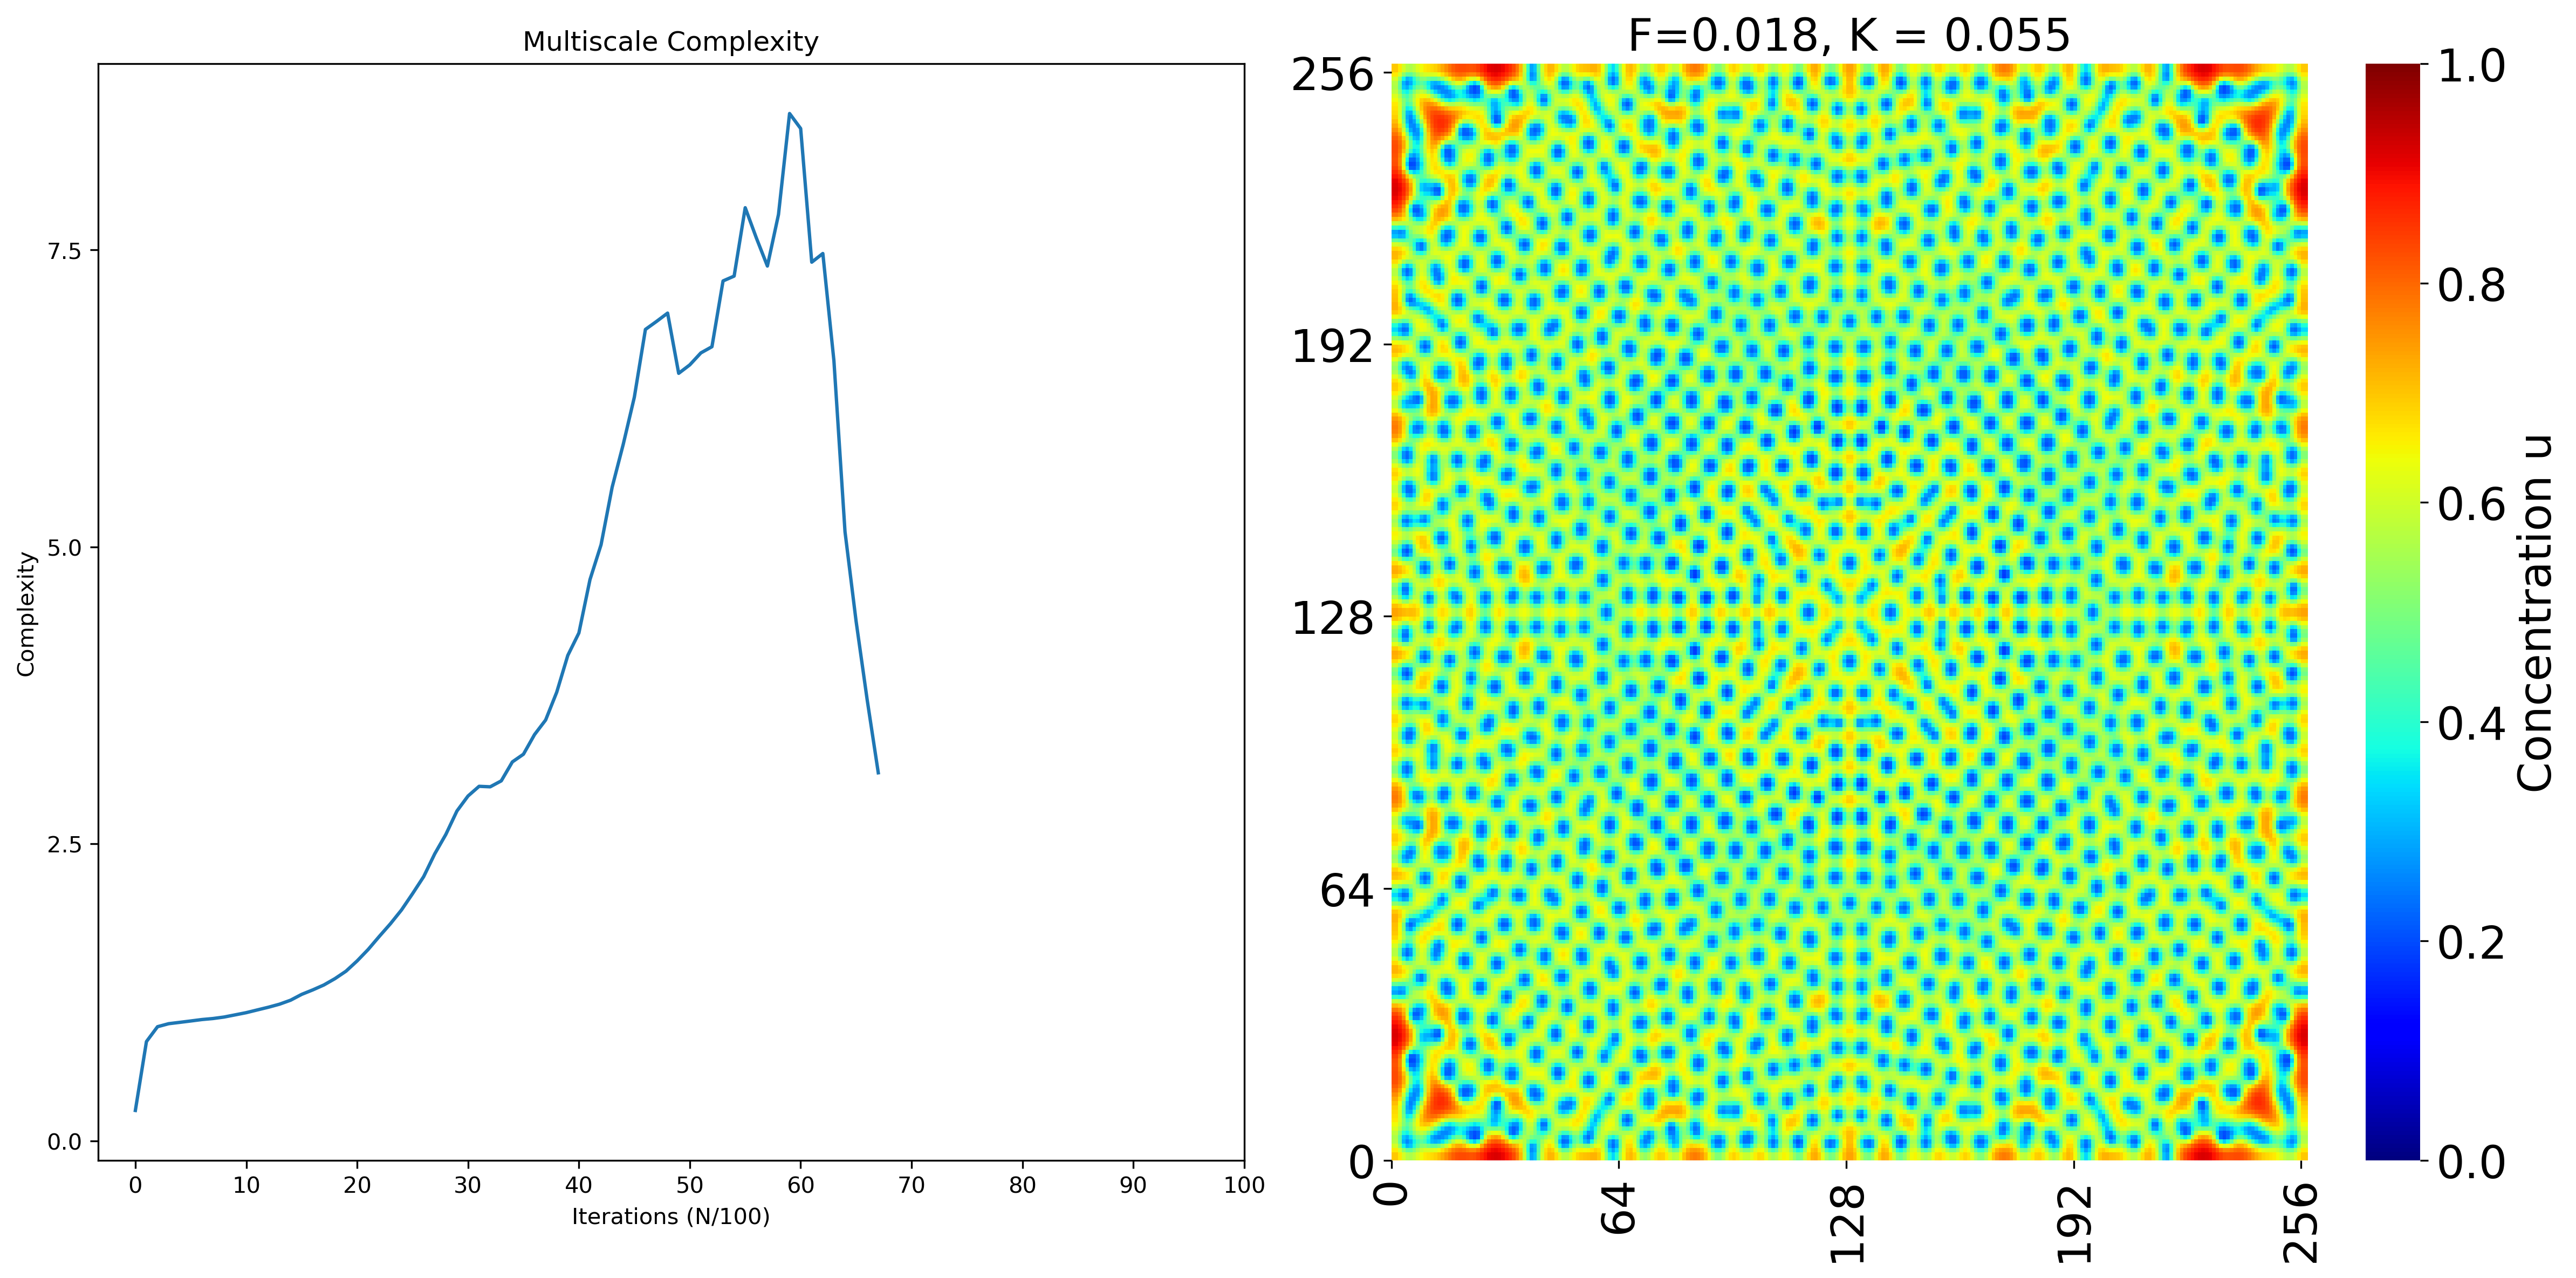 Multiscale Complexity
7.5
5.0
2.5
0.0
Complexity
0 10 20 30 40 50 60 70 80 90 100
Iterations (N/100)
F=0.018, K = 0.055
256
192
128
64
0
0 64 128 192 256
1.0
0.8
0.6
0.4
0.2
0.0
Concentration u